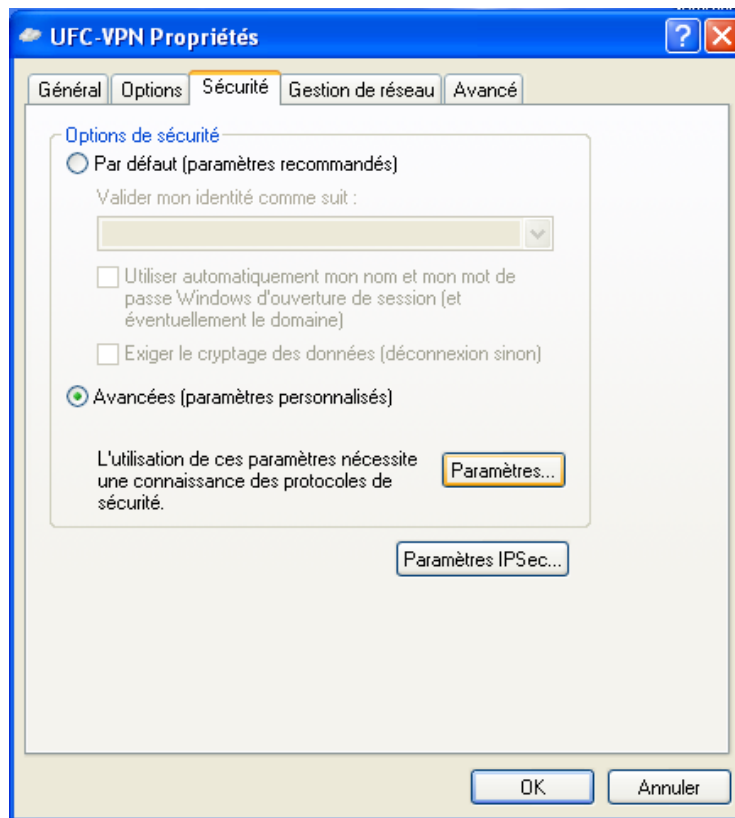 UFC-VPN Propriétés
Général Options Sécurité Gestion de réseau Avancé
Options de sécurité
Par défaut (paramètres recommandés)
Valider mon identité comme suit :
Utiliser automatiquement mon nom et mon mot de
passe Windows d'ouverture de session (et
éventuellement le domaine)
Exiger le cryptage des données (déconnexion sinon)
Avancées (paramètres personnalisés)
L'utilisation de ces paramètres nécessite
une connaissance des protocoles de
sécurité.
Paramètres...
Paramètres IPSec...
OK Annuler